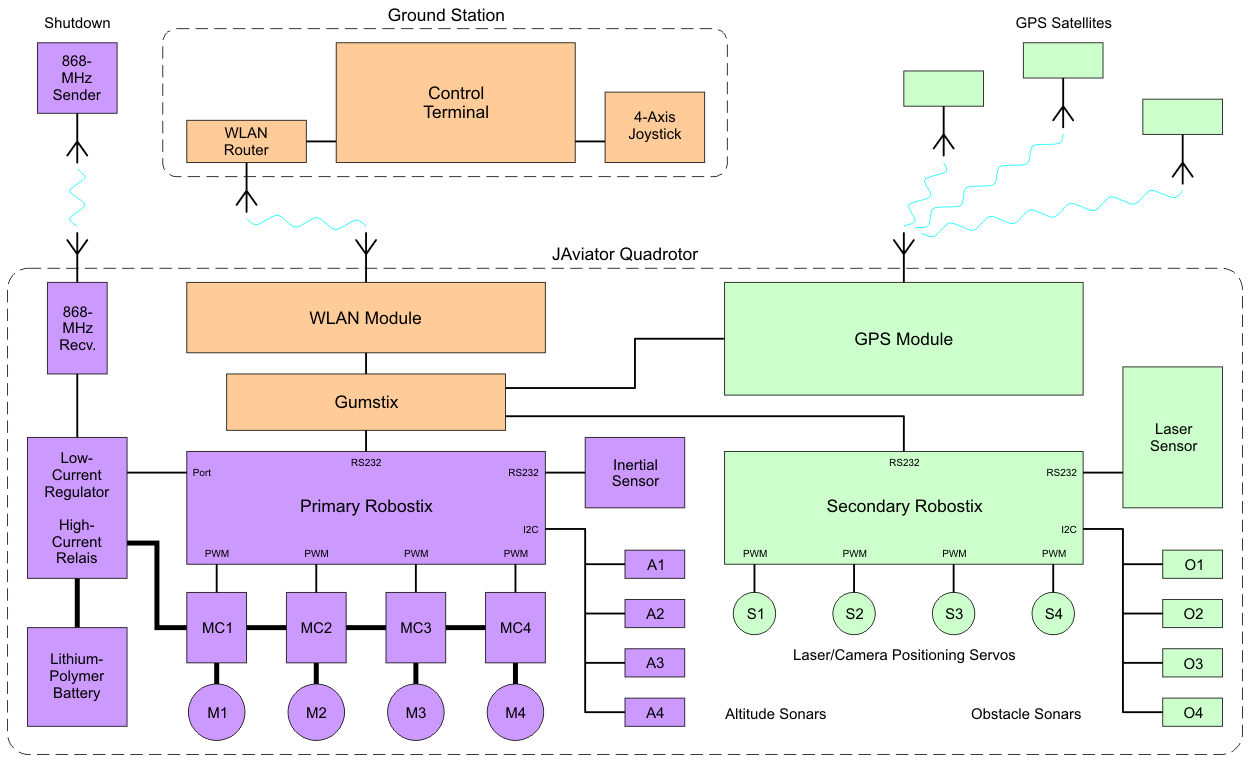 Shutdown
Ground Station
GPS Satellites
868-
MHz
Sender
Control
Terminal
4-Axis
Joystick
WLAN
Router
JAviator Quadrotor
868-
MHz
Recv.
WLAN Module
GPS Module
Gumstix
Laser
Sensor
Low-
Current
Regulator
High-
Current
Relais
RS232
Port
RS232
Primary Robostix
I2C
PWM
PWM
PWM
PWM
Inertial
Sensor
RS232
RS232
Secondary Robostix
I2C
PWM
PWM
PWM
PWM
A1
A2
A3
A4
O1
O2
O3
O4
S1
S2
S3
S4
Laser/Camera Positioning Servos
MC1
MC2
MC3
MC4
Lithium-
Polymer
Battery
M1
M2
M3
M4
Altitude Sonars
Obstacle Sonars